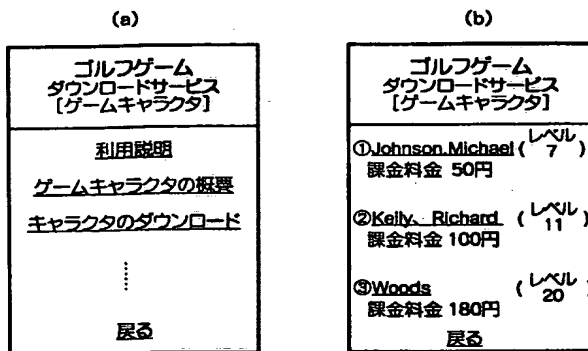 (a)
ゴルフゲーム
ダウンロードサービス
[ゲームキャラクタ]
利用説明
ゲームキャラクタの概要
キャラクタのダウンロード
戻る
(b)
ゴルフゲーム
ダウンロードサービス
[ゲームキャラクタ]
①Johnson.Michael(レベル7)
課金料金 50円
②Kelly、Richard (レベル11)
課金料金 100円
③Woods (レベル20)
課金料金 180円
戻る